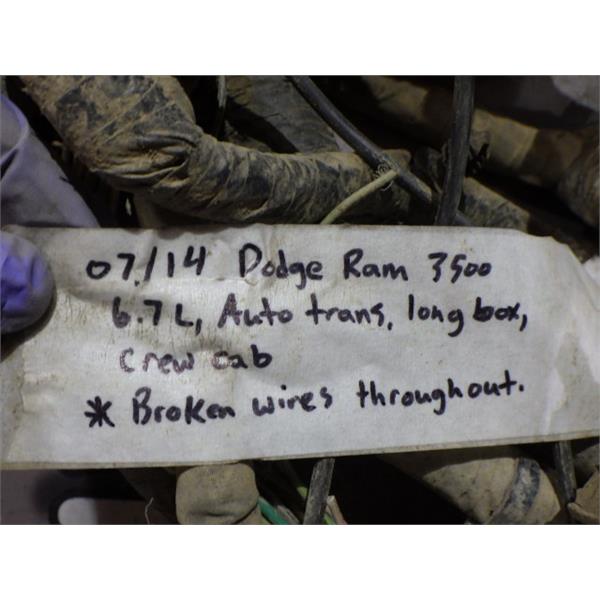 07/14 Dodge Ram 3500
6.7L, Auto trans, long box,
crew cab
* Broken wires throughout.